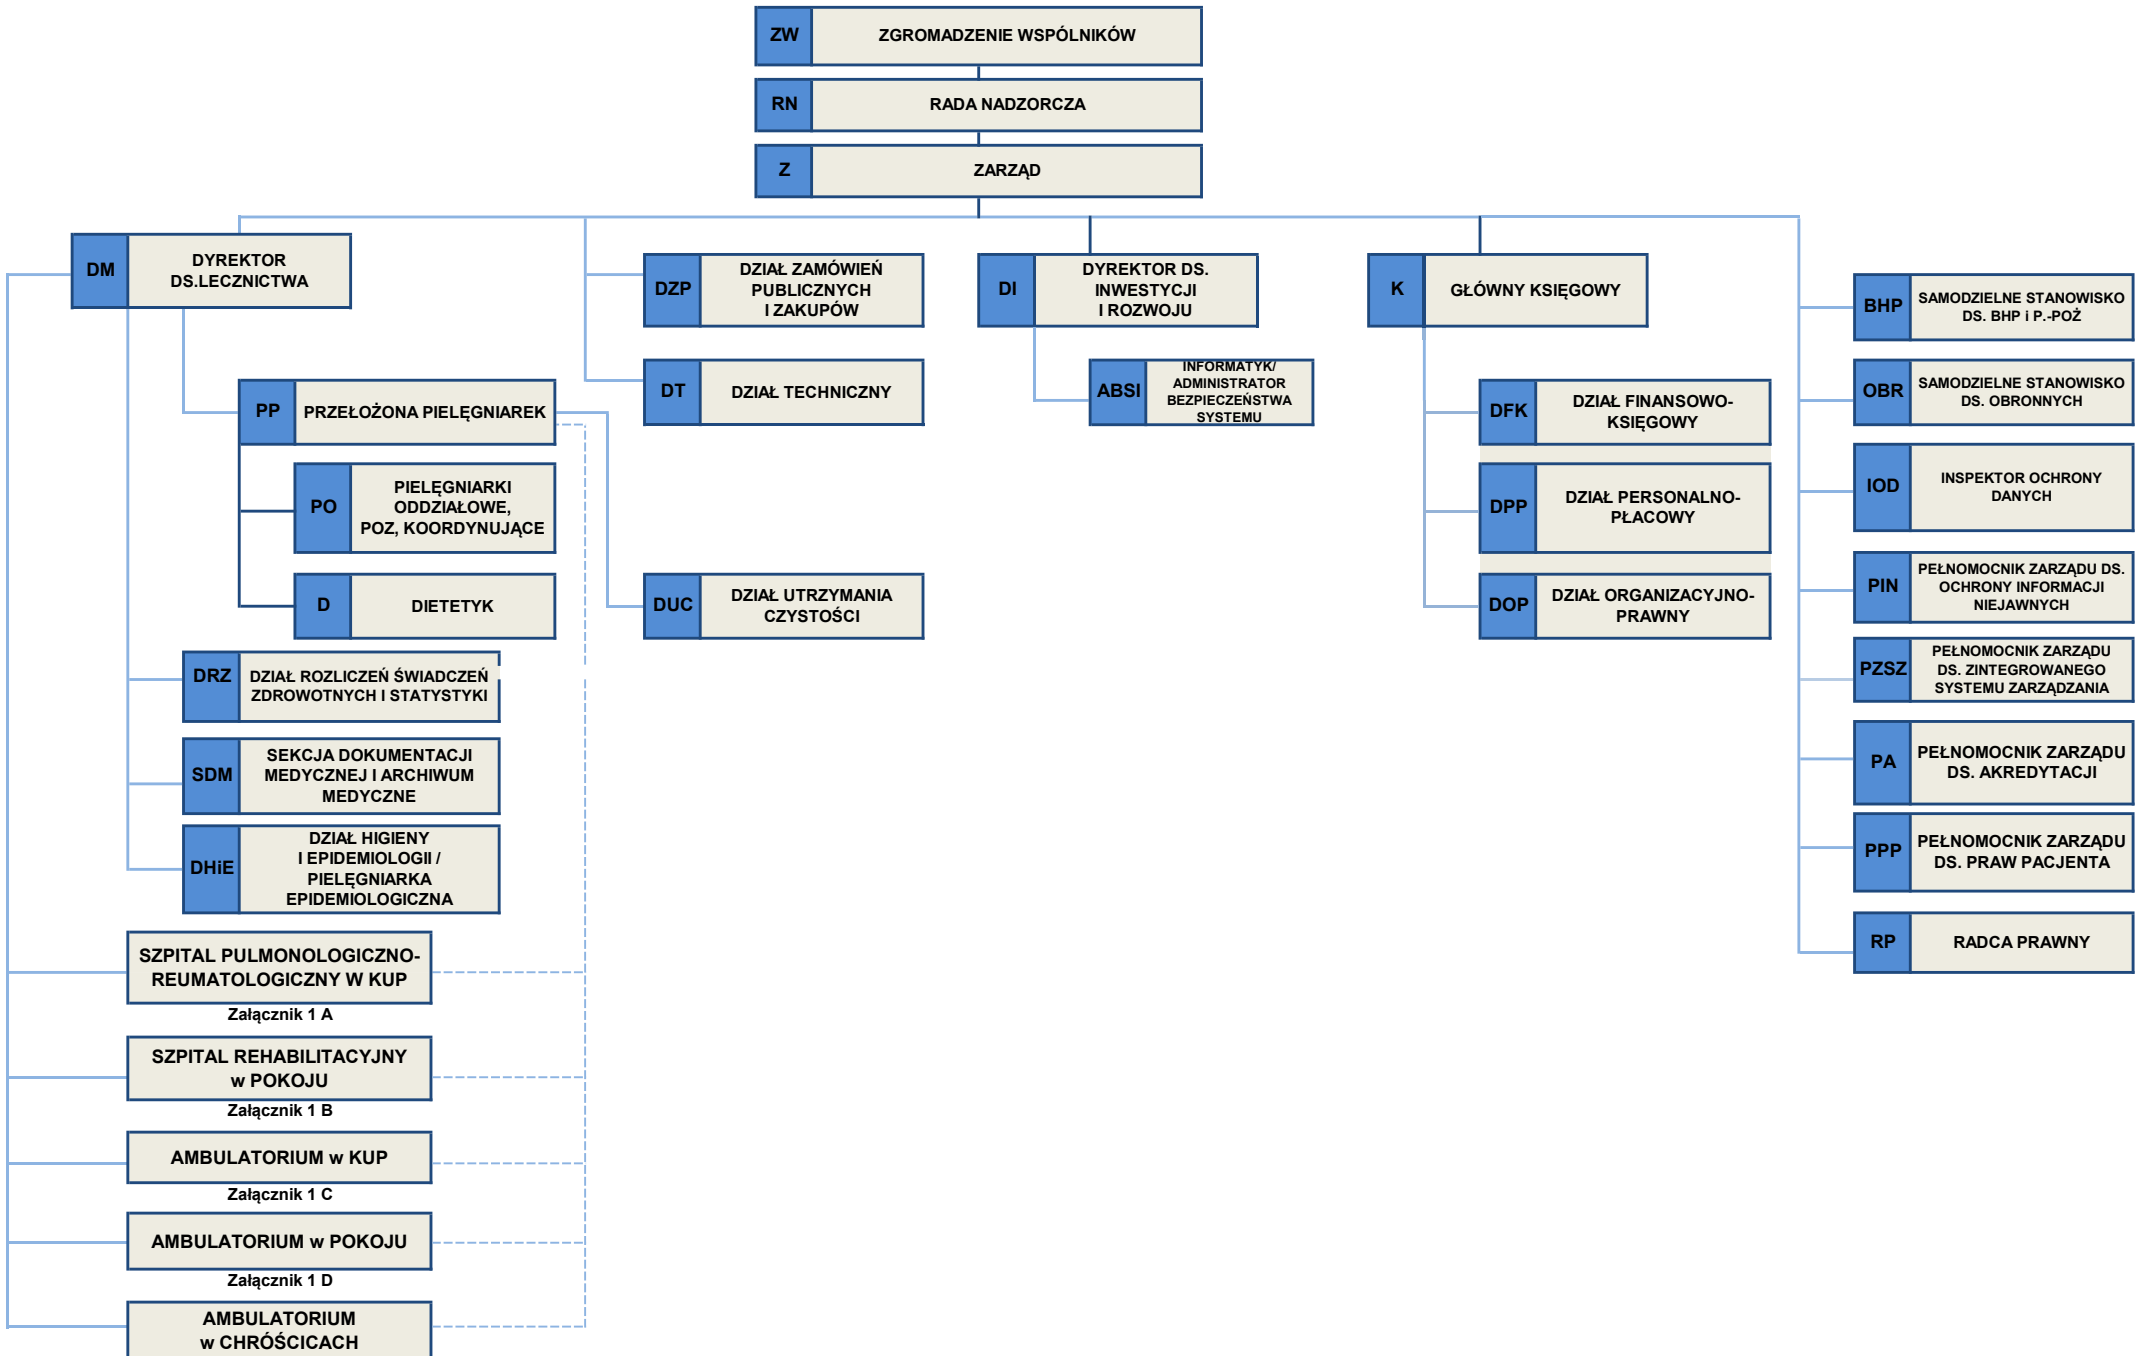 ZW
ZGROMADZENIE WSPÓLNIKÓW
RN
RADA NADZORCZA
Z
ZARZĄD
DM
DYREKTOR
DS.LECZNICTWA
DZP
DZIAŁ ZAMÓWIEŃ
PUBLICZNYCH
I ZAKUPÓW
DI
DYREKTOR DS.
INWESTYCJI
I ROZWOJU
K
GŁÓWNY KSIĘGOWY
BHP
SAMODZIELNE STANOWISKO
DS. BHP i P.-POŻ
DT
DZIAŁ TECHNICZNY
ABSI
INFORMATYK/
ADMINISTRATOR
BEZPIECZEŃSTWA
SYSTEMU
OBR
SAMODZIELNE STANOWISKO
DS. OBRONNYCH
PP
PRZEŁOŻONA PIELĘGNIAREK
DFK
DZIAŁ FINANSOWO-
KSIĘGOWY
PO
PIELĘGNIARKI
ODDZIAŁOWE,
POZ, KOORDYNUJĄCE
DPP
DZIAŁ PERSONALNO-
PŁACOWY
IOD
INSPEKTOR OCHRONY
DANYCH
D
DIETETYK
DUC
DZIAŁ UTRZYMANIA
CZYSTOŚCI
DOP
DZIAŁ ORGANIZACYJNO-
PRAWNY
PIN
PEŁNOMOCNIK ZARZĄDU DS.
OCHRONY INFORMACJI
NIEJAWNYCH
DRZ
DZIAŁ ROZLICZEŃ ŚWIADCZEŃ
ZDROWOTNYCH I STATYSTYKI
PZSZ
PEŁNOMOCNIK ZARZĄDU
DS. ZINTEGROWANEGO
SYSTEMU ZARZĄDZANIA
SDM
SEKCJA DOKUMENTACJI
MEDYCZNEJ I ARCHIWUM
MEDYCZNE
PA
PEŁNOMOCNIK ZARZĄDU
DS. AKREDYTACJI
DHiE
DZIAŁ HIGIENY
I EPIDEMIOLOGII /
PIELĘGNIARKA
EPIDEMIOLOGICZNA
PPP
PEŁNOMOCNIK ZARZĄDU
DS. PRAW PACJENTA
RP
RADCA PRAWNY
SZPITAL PULMONOLOGICZNO-
REUMATOLOGICZNY W KUP
Załącznik 1 A
SZPITAL REHABILITACYJNY
w POKOJU
Załącznik 1 B
AMBULATORIUM w KUP
Załącznik 1 C
AMBULATORIUM w POKOJU
Załącznik 1 D
AMBULATORIUM
w CHRÓŚCICACH